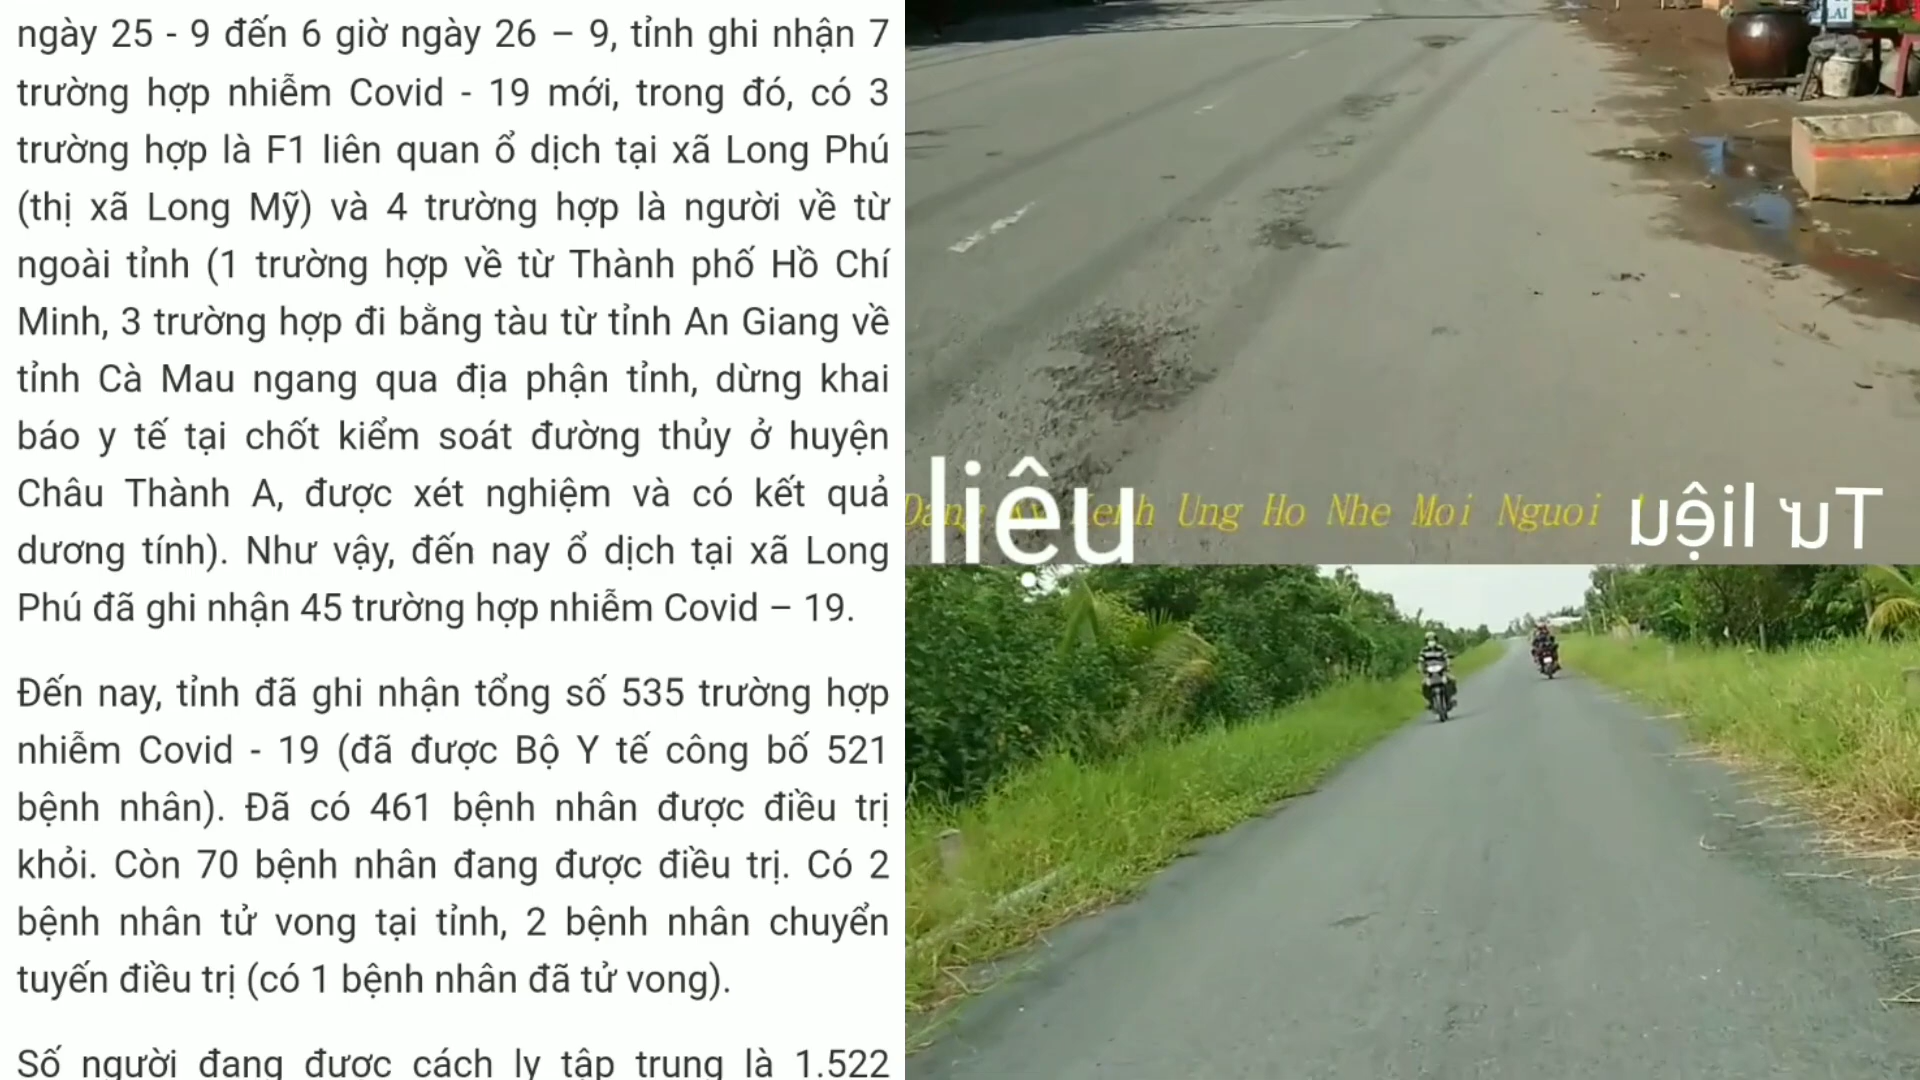 ngày 25 - 9 đến 6 giờ ngày 26 – 9, tỉnh ghi nhận 7
trường hợp nhiễm Covid - 19 mới, trong đó, có 3
trường hợp là F1 liên quan ổ dịch tại xã Long Phú
(thị xã Long Mỹ) và 4 trường hợp là người về từ
ngoài tỉnh (1 trường hợp về từ Thành phố Hồ Chí
Minh, 3 trường hợp đi bằng tàu từ tỉnh An Giang về
tỉnh Cà Mau ngang qua địa phận tỉnh, dừng khai
báo y tế tại chốt kiểm soát đường thủy ở huyện
Châu Thành A, được xét nghiệm và có kết quả
dương tính). Như vậy, đến nay ổ dịch tại xã Long
Phú đã ghi nhận 45 trường hợp nhiễm Covid – 19.
Đến nay, tỉnh đã ghi nhận tổng số 535 trường hợp
nhiễm Covid - 19 (đã được Bộ Y tế công bố 521
bệnh nhân). Đã có 461 bệnh nhân được điều trị
khỏi. Còn 70 bệnh nhân đang được điều trị. Có 2
bệnh nhân tử vong tại tỉnh, 2 bệnh nhân chuyển
tuyến điều trị (có 1 bệnh nhân đã tử vong).
Số người đang được cách ly tập trung là 1.522
LAI
liệu
Ung Ho Nhe Moi Nguoi
Tư liệu